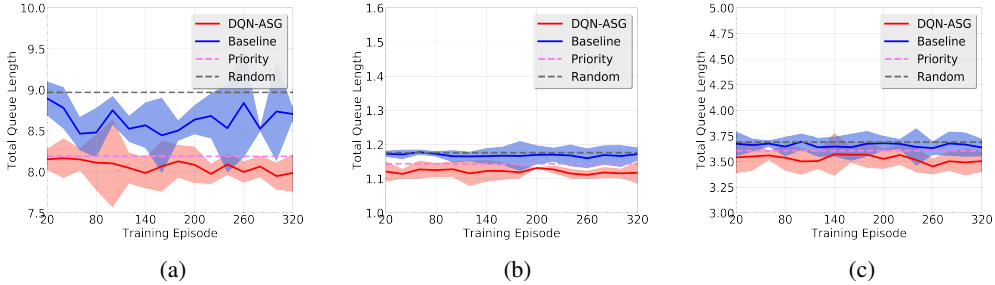 10.0
9.5
9.0
8.5
8.0
7.5
Total Queue Length
DQN-ASG
Baseline
Priority
Random
20 80 140 200 260 320
Training Episode
(a)
1.6
1.5
1.4
1.3
1.2
1.1
1.0
Total Queue Length
DQN-ASG
Baseline
Priority
Random
20 80 140 200 260 320
Training Episode
(b)
5.00
4.75
4.50
4.25
4.00
3.75
3.50
3.25
3.00
Total Queue Length
DQN-ASG
Baseline
Priority
Random
20 80 140 200 260 320
Training Episode
(c)